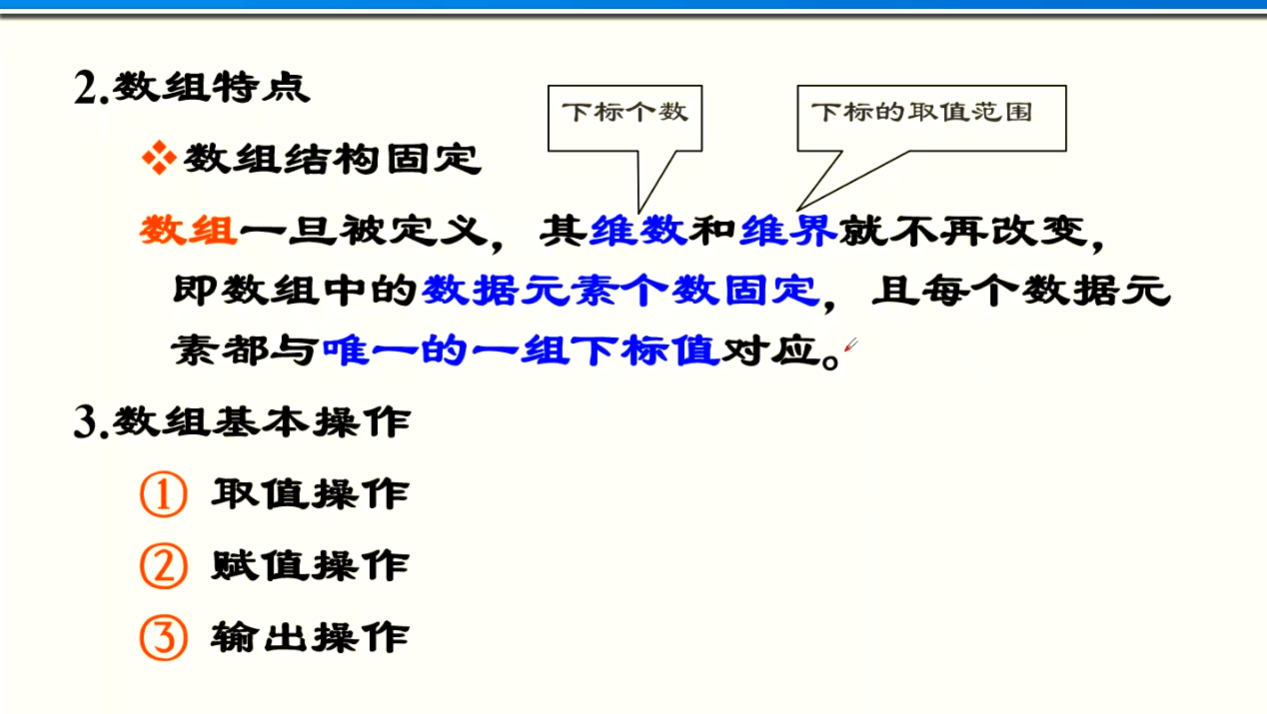 2.数组特点
下标个数
下标的取值范围
数组结构固定
数组一旦被定义，其维数和维界就不再改变，
即数组中的数据元素个数固定，且每个数据元
素都与唯一的一组下标值对应。
3.数组基本操作
① 取值操作
② 赋值操作
③ 输出操作